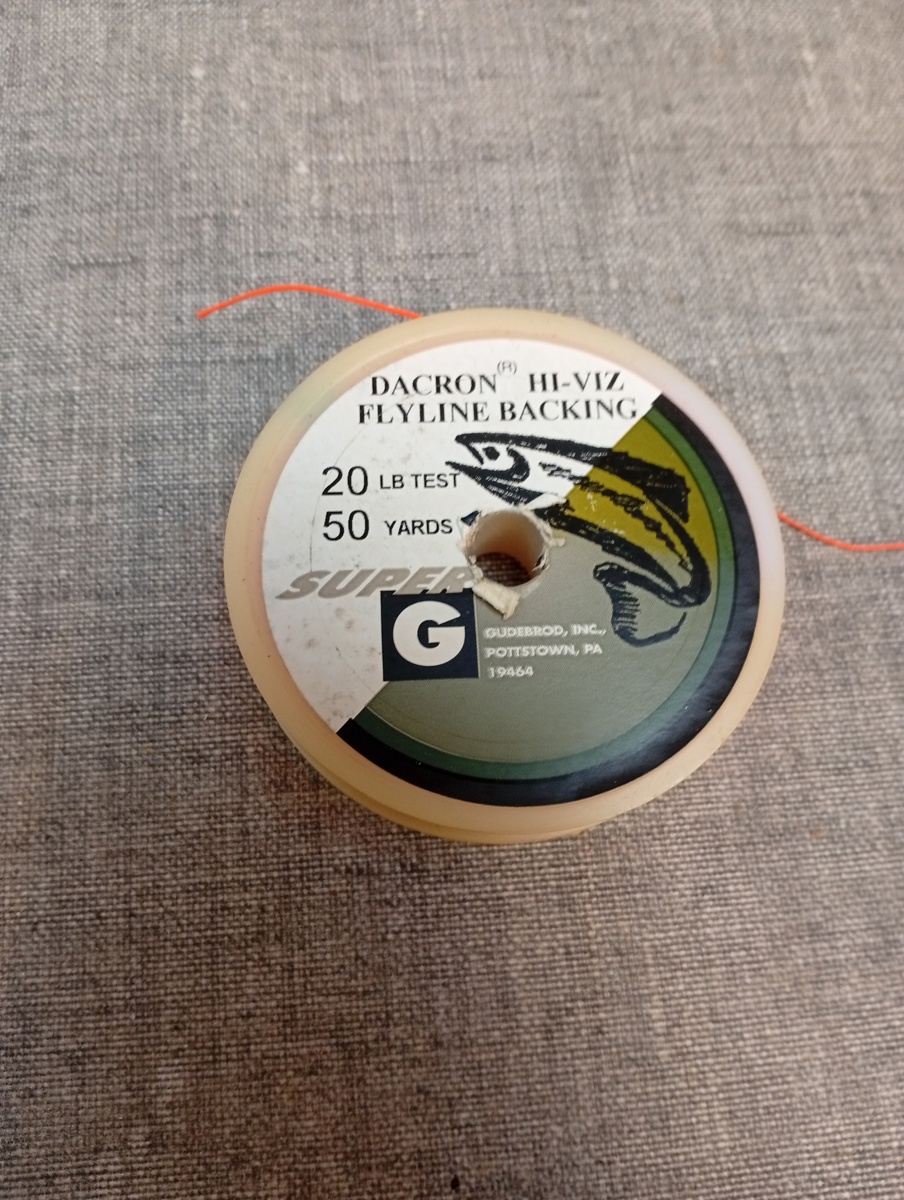 DACRON(R) HI-VIZ
FLYLINE BACKING
20 LB TEST
50 YARDS
SUPER
G
GUDEBROD, INC.,
POTTSTOWN, PA
19464